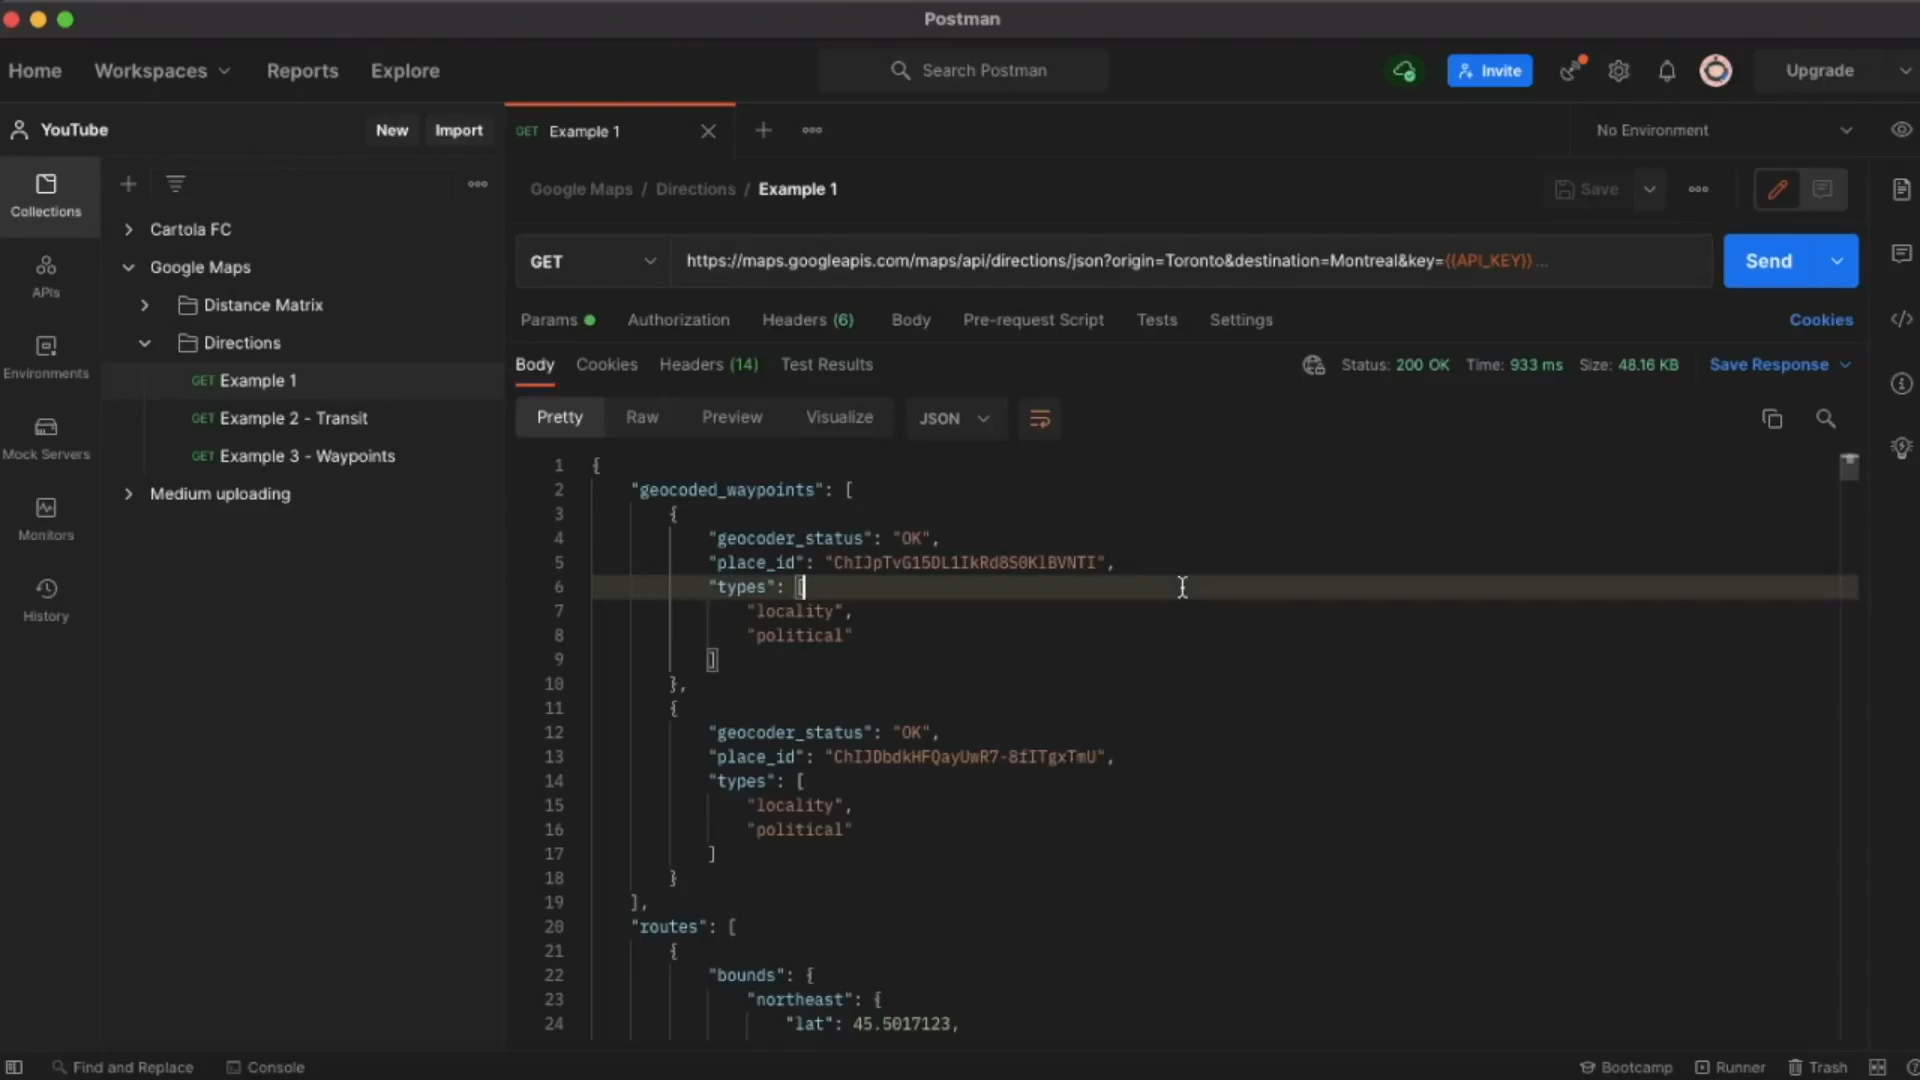 Postman
Home Workspaces Reports Explore Search Postman Invite Upgrade
YouTube New Import
GET Example 1 No Environment
Google Maps / Directions / Example 1 Save
Collections
APIs
Environments
Mock Servers
Monitors
History
Cartola FC
Google Maps
Distance Matrix
Directions
GET Example 1
GET Example 2 - Transit
GET Example 3 - Waypoints
Medium uploading
GET https://maps.googleapis.com/maps/api/directions/json?origin=Toronto&destination=Montreal&key={{API_KEY}}... Send
Params Authorization Headers (6) Body Pre-request Script Tests Settings Cookies
Body Cookies Headers (14) Test Results Status: 200 OK Time: 933 ms Size: 48.16 KB Save Response
Pretty Raw Preview Visualize JSON
1 {
2 "geocoded_waypoints": [
3 {
4 "geocoder_status": "OK",
5 "place_id": "ChIJpTvG15DL1IkRd8S0KlBVNTI",
6 "types": [
7 "locality",
8 "political"
9 ]
10 },
11 {
12 "geocoder_status": "OK",
13 "place_id": "ChIJDbdkHFQayUwR7-8fITgxTmU",
14 "types": [
15 "locality",
16 "political"
17 ]
18 }
19 ],
20 "routes": [
21 {
22 "bounds": {
23 "northeast": {
24 "lat": 45.5017123,
Find and Replace Console Bootcamp Runner Trash